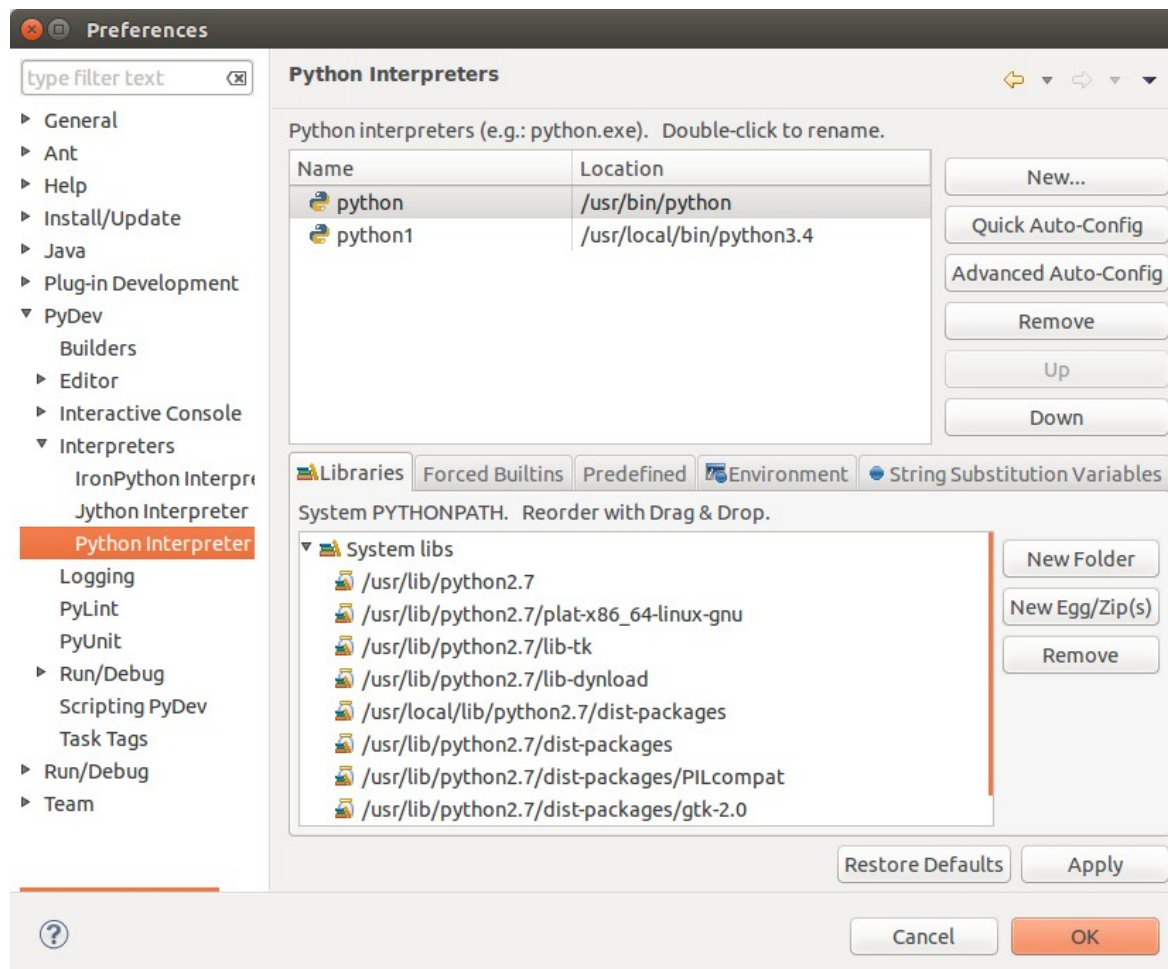 Preferences
type filter text
General
Ant
Help
Install/Update
Java
Plug-in Development
PyDev
Builders
Editor
Interactive Console
Interpreters
IronPython Interpre
Jython Interpreter
Python Interpreter
Logging
PyLint
PyUnit
Run/Debug
Scripting PyDev
Task Tags
Run/Debug
Team
Python Interpreters
Python interpreters (e.g.: python.exe). Double-click to rename.
Name Location
python /usr/bin/python
python1 /usr/local/bin/python3.4
New...
Quick Auto-Config
Advanced Auto-Config
Remove
Up
Down
Libraries Forced Builtins Predefined Environment String Substitution Variables
System PYTHONPATH. Reorder with Drag & Drop.
System libs
/usr/lib/python2.7
/usr/lib/python2.7/plat-x86_64-linux-gnu
/usr/lib/python2.7/lib-tk
/usr/lib/python2.7/lib-dynload
/usr/local/lib/python2.7/dist-packages
/usr/lib/python2.7/dist-packages
/usr/lib/python2.7/dist-packages/PILcompat
/usr/lib/python2.7/dist-packages/gtk-2.0
New Folder
New Egg/Zip(s)
Remove
Restore Defaults Apply
? Cancel OK